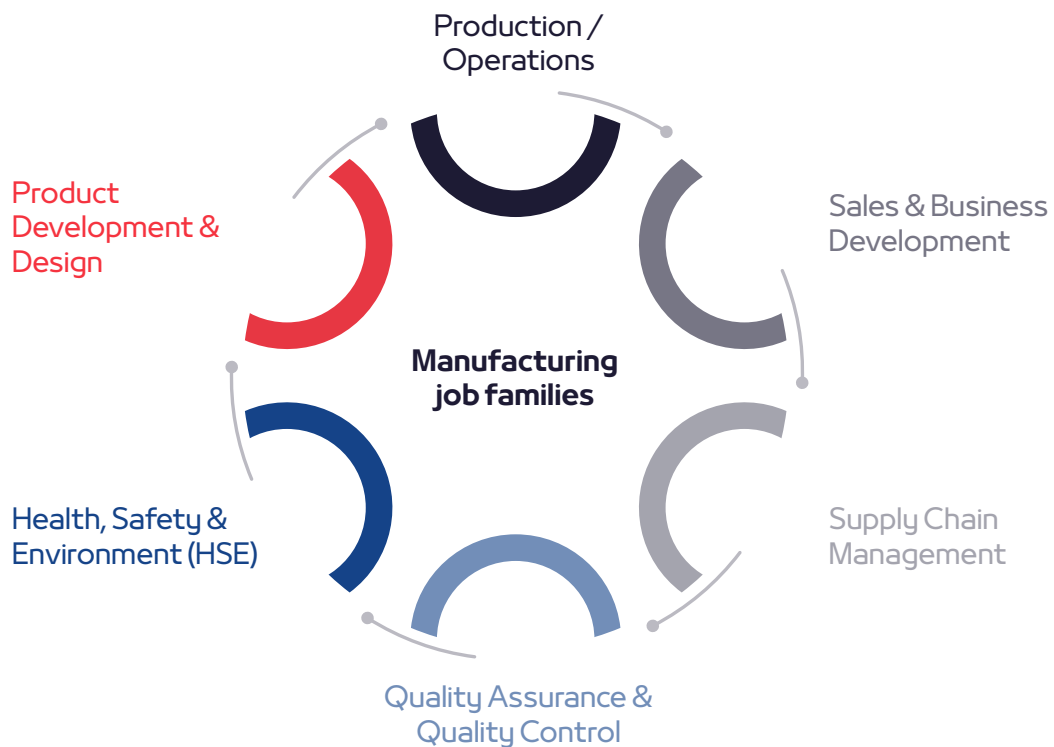 Production /
Operations
Product
Development &
Design
Sales & Business
Development
Manufacturing
job families
Health, Safety &
Environment (HSE)
Supply Chain
Management
Quality Assurance &
Quality Control